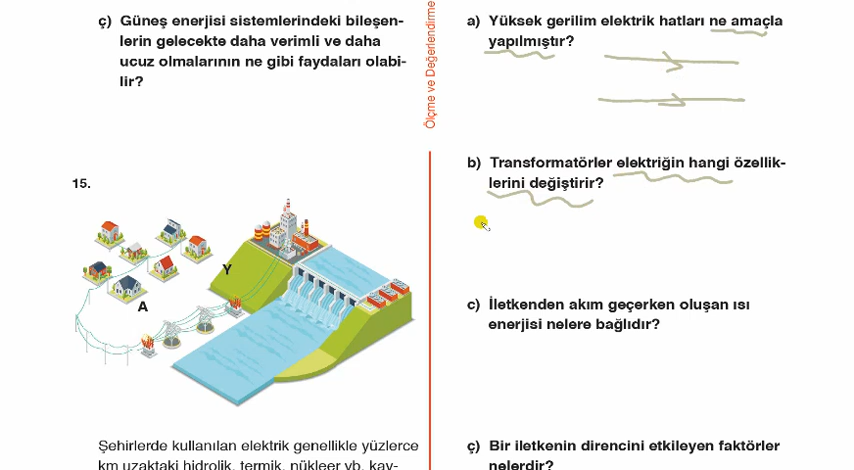 ç) Güneş enerjisi sistemlerindeki bileşen-
lerin gelecekte daha verimli ve daha
ucuz olmalarının ne gibi faydaları olabi-
lir?
15.
Y
A
Şehirlerde kullanılan elektrik genellikle yüzlerce
km uzaktaki hidrolik, termik, nükleer vb. kay-
Ölçme ve Değerlendirme
a) Yüksek gerilim elektrik hatları ne amaçla
yapılmıştır?
b) Transformatörler elektriğin hangi özellik-
lerini değiştirir?
c) İletkenden akım geçerken oluşan ısı
enerjisi nelere bağlıdır?
ç) Bir iletkenin direncini etkileyen faktörler
nelerdir?